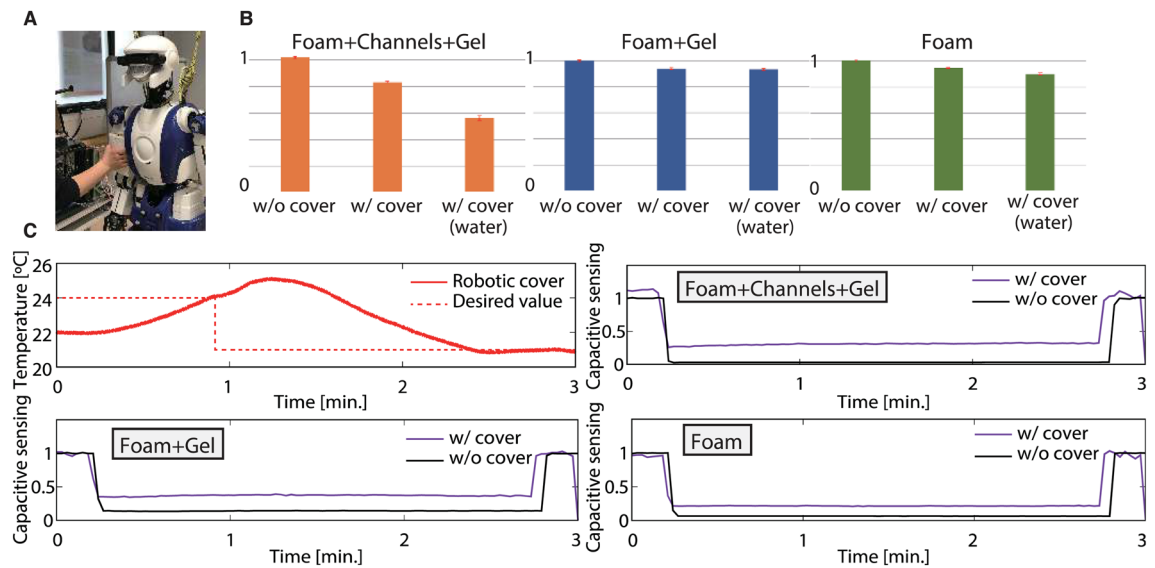 A
B
Foam+Channels+Gel
1
0
w/o cover
w/ cover
w/ cover
(water)
Foam+Gel
1
0
w/o cover
w/ cover
w/ cover
(water)
Foam
1
0
w/o cover
w/ cover
w/ cover
(water)
C
Temperature [ºC]
26
24
22
20
Robotic cover
Desired value
0
1
2
3
Time [min.]
Capacitive sensing
1
0.5
0
Foam+Channels+Gel
w/ cover
w/o cover
0
1
2
3
Time [min.]
Capacitive sensing
1
0.5
0
Foam+Gel
w/ cover
w/o cover
0
1
2
3
Time [min.]
Capacitive sensing
1
0.5
0
Foam
w/ cover
w/o cover
0
1
2
3
Time [min.]